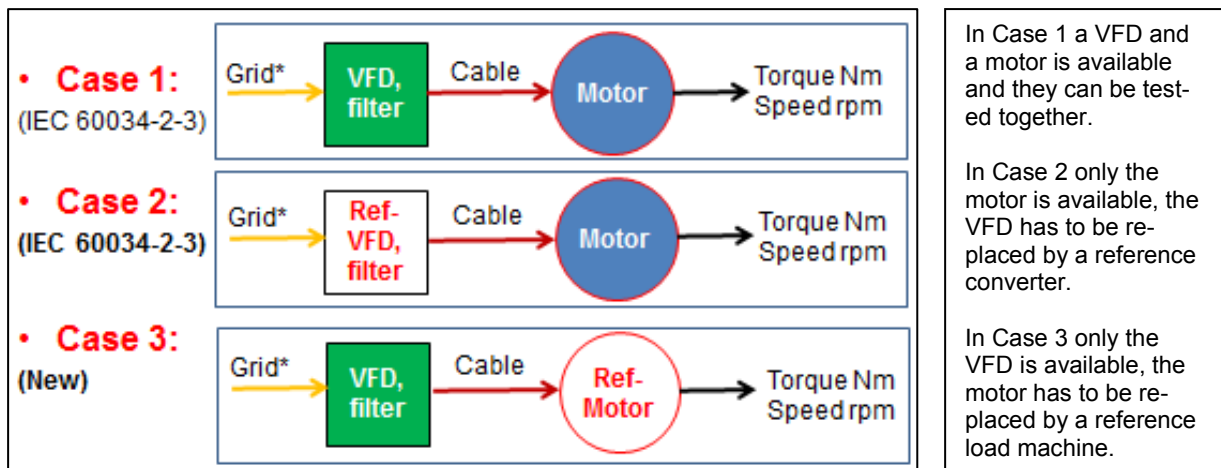 • Case 1:
(IEC 60034-2-3)
Grid*
VFD,
filter
Cable
Motor
Torque Nm
Speed rpm
• Case 2:
(IEC 60034-2-3)
Grid*
Ref-
VFD,
filter
Cable
Motor
Torque Nm
Speed rpm
• Case 3:
(New)
Grid*
VFD,
filter
Cable
Ref-
Motor
Torque Nm
Speed rpm
In Case 1 a VFD and
a motor is available
and they can be test-
ed together.
In Case 2 only the
motor is available, the
VFD has to be re-
placed by a reference
converter.
In Case 3 only the
VFD is available, the
motor has to be re-
placed by a reference
load machine.